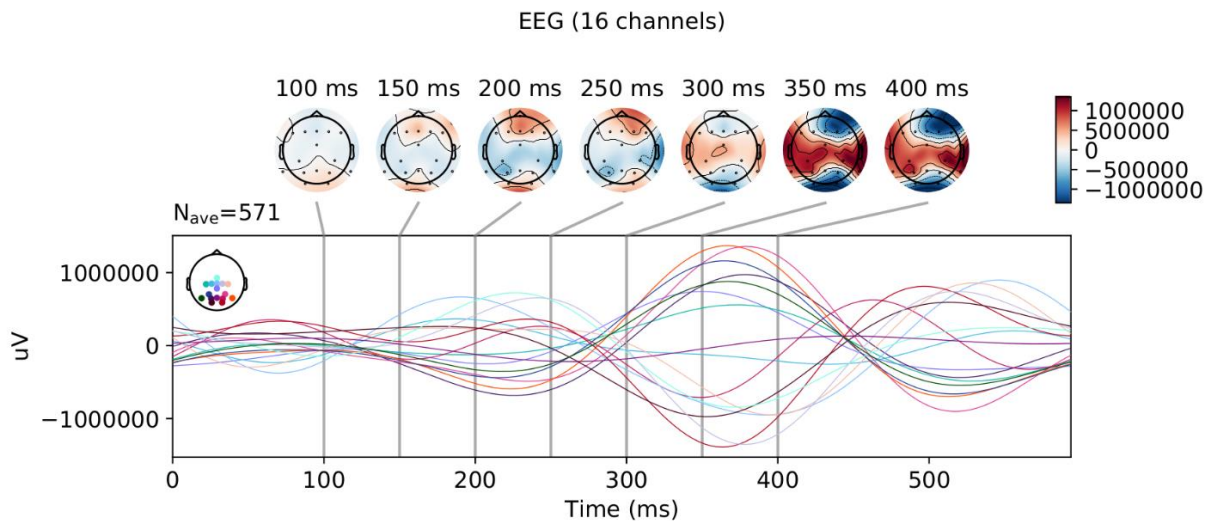 EEG (16 channels)
100 ms 150 ms 200 ms 250 ms 300 ms 350 ms 400 ms
1000000
500000
0
−500000
−1000000
Nave=571
uV
1000000
0
−1000000
0 100 200 300 400 500
Time (ms)